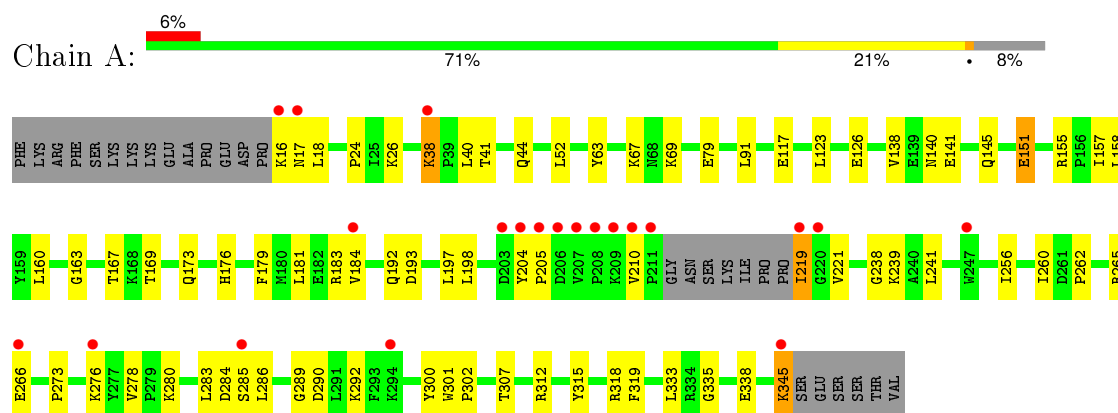 6%
Chain A:
71% 21% • 8%
PHE LYS ARG PHE SER LYS LYS LYS GLU ALA PRO GLU ASP PRO K16 N17 L18 P24 I25 K26 K38 P39 L40 T41 Q44 L52 Y63 K67 N68 K69 E79 L91 E117 L123 E126 V138 E139 N140 E141 Q145 E151 R155 P156 I157 L158
Y159 L160 G163 T167 K168 T169 Q173 H176 F179 M180 L181 E182 R183 V184 Q192 D193 L197 L198 D203 Y204 P205 D206 V207 P208 K209 V210 P211 GLY ASN SER LYS ILE PRO PRO I219 G220 V221 G238 K239 A240 L241 W247 I256 I260 D261 P262 R265
E266 P273 K276 Y277 V278 P279 K280 L283 D284 S285 L286 G289 D290 L291 K292 F293 K294 Y300 W301 P302 T307 R312 Y315 R318 F319 L333 R334 G335 E338 K345 SER GLU SER SER THR VAL